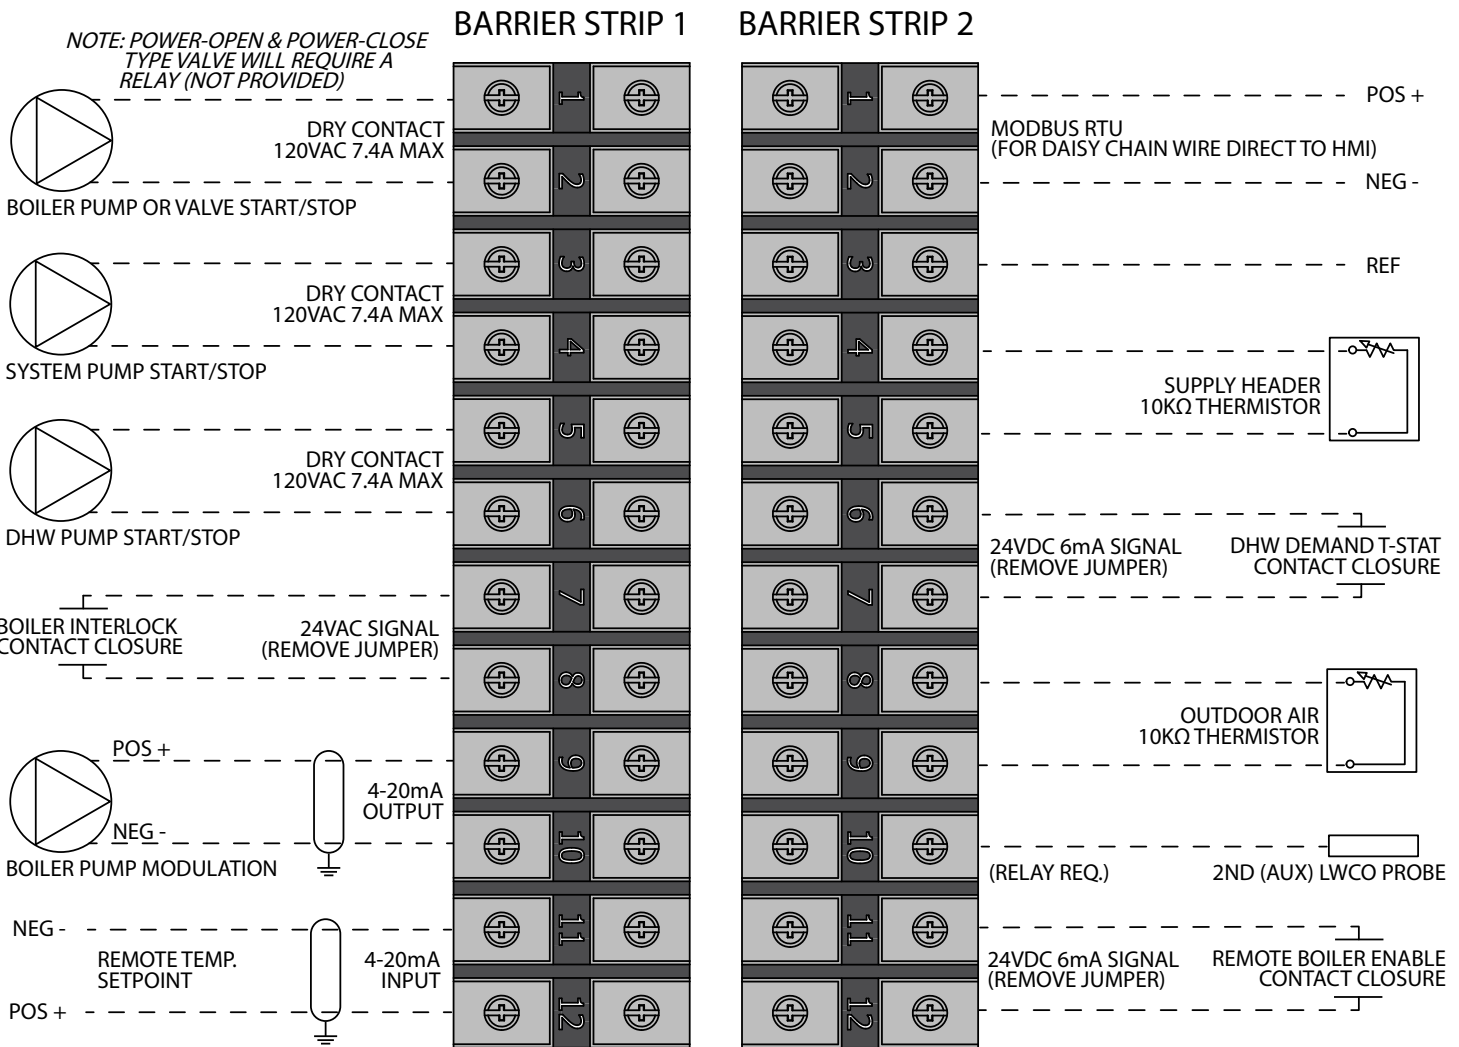 BARRIER STRIP 1
BARRIER STRIP 2
NOTE: POWER-OPEN & POWER-CLOSE
TYPE VALVE WILL REQUIRE A
RELAY (NOT PROVIDED)
DRY CONTACT
120VAC 7.4A MAX
BOILER PUMP OR VALVE START/STOP
DRY CONTACT
120VAC 7.4A MAX
SYSTEM PUMP START/STOP
DRY CONTACT
120VAC 7.4A MAX
DHW PUMP START/STOP
BOILER INTERLOCK
CONTACT CLOSURE
24VAC SIGNAL
(REMOVE JUMPER)
POS +
NEG -
4-20mA
OUTPUT
BOILER PUMP MODULATION
NEG -
REMOTE TEMP.
SETPOINT
POS +
4-20mA
INPUT
1
2
3
4
5
6
7
8
9
10
11
12
1
2
3
4
5
6
7
8
9
10
11
12
POS +
MODBUS RTU
(FOR DAISY CHAIN WIRE DIRECT TO HMI)
NEG -
REF
SUPPLY HEADER
10KΩ THERMISTOR
24VDC 6mA SIGNAL
(REMOVE JUMPER)
DHW DEMAND T-STAT
CONTACT CLOSURE
OUTDOOR AIR
10KΩ THERMISTOR
(RELAY REQ.)
2ND (AUX) LWCO PROBE
24VDC 6mA SIGNAL
(REMOVE JUMPER)
REMOTE BOILER ENABLE
CONTACT CLOSURE